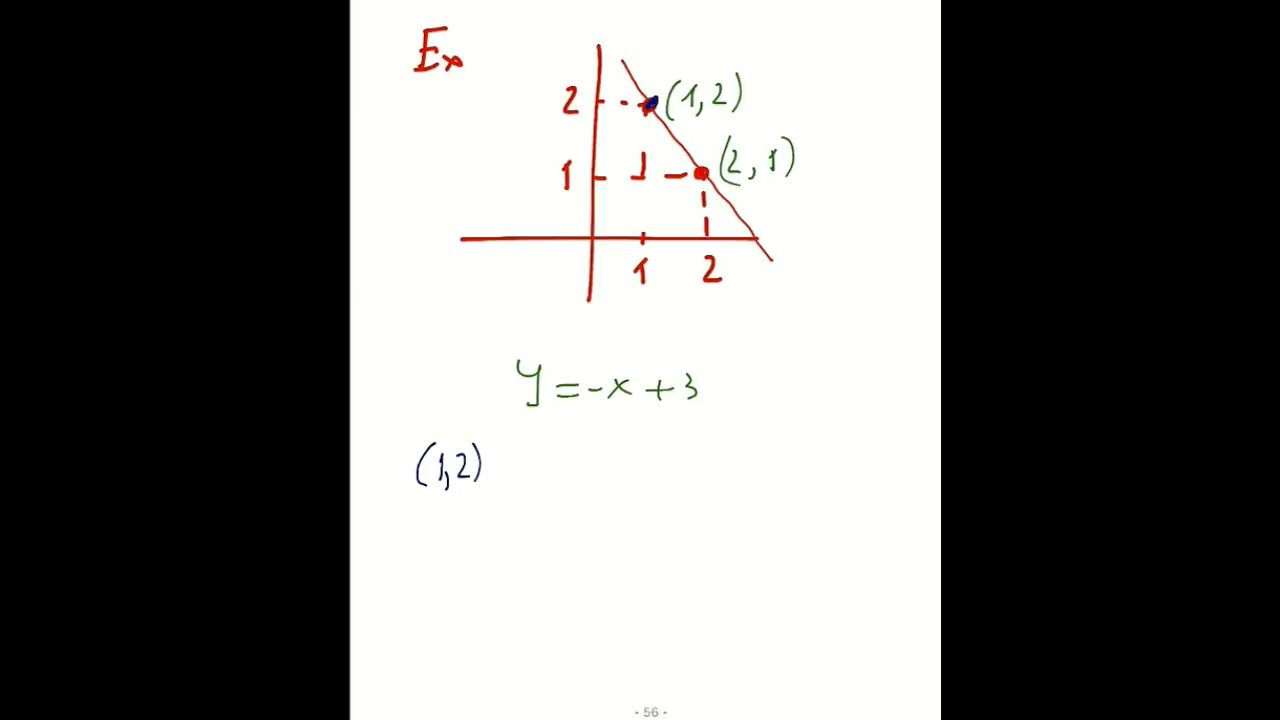 Ex
2 (1,2)
1 (2,1)
1 2
y=-x+3
(1,2)
- 56 -